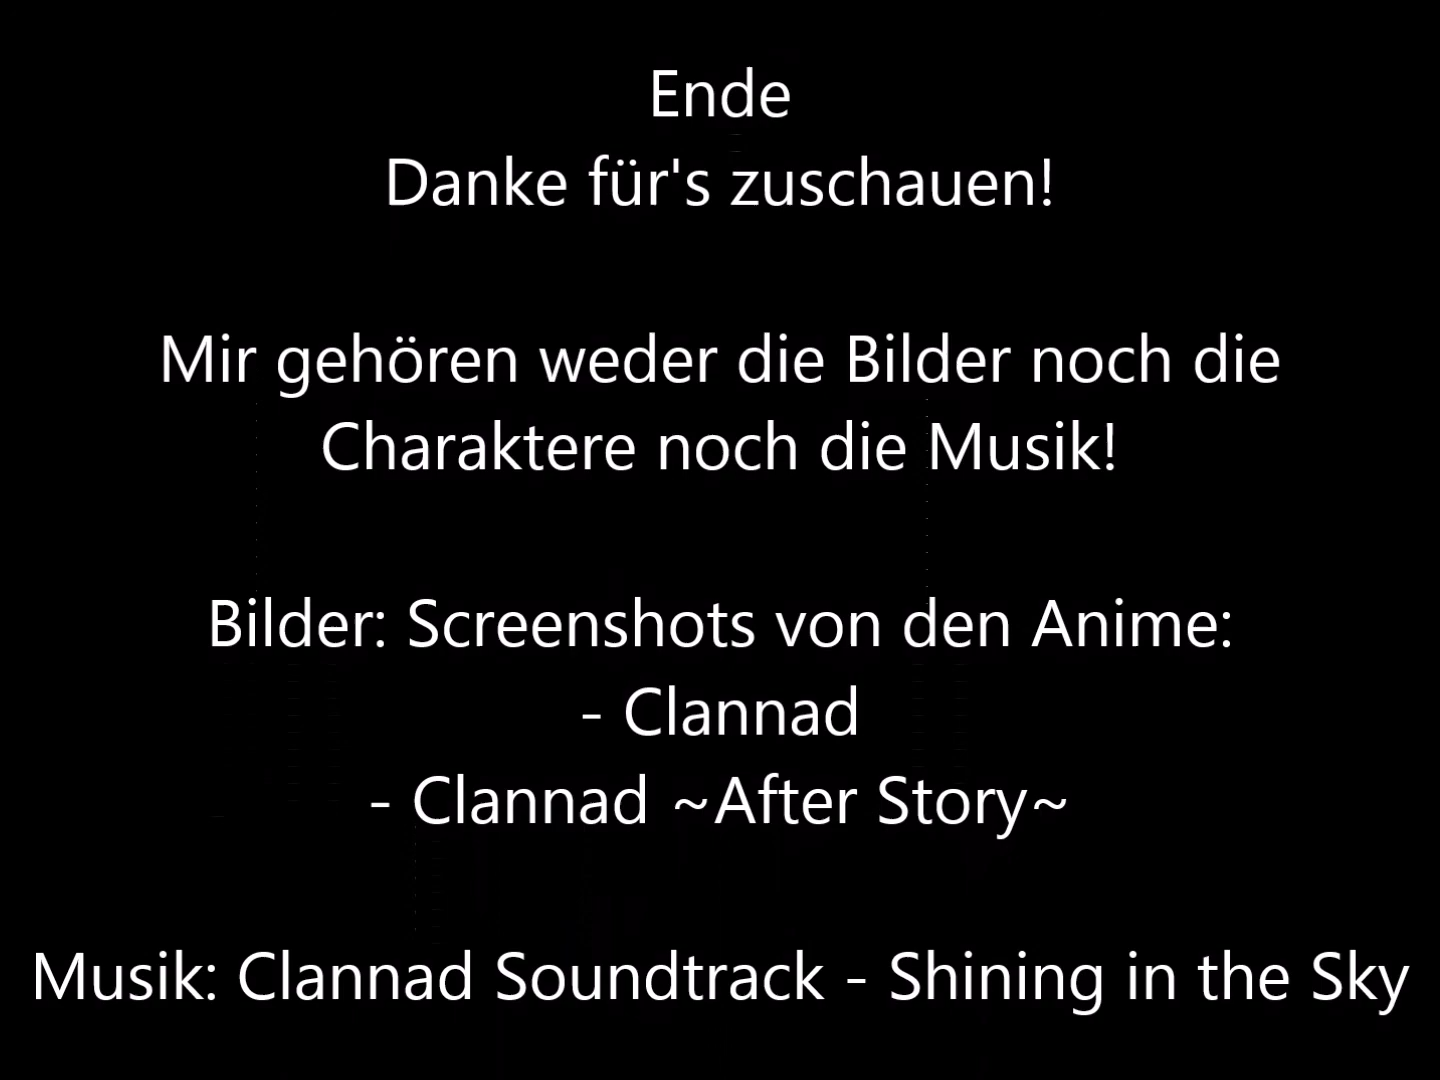 Ende
Danke für's zuschauen!
Mir gehören weder die Bilder noch die
Charaktere noch die Musik!
Bilder: Screenshots von den Anime:
- Clannad
- Clannad ~After Story~
Musik: Clannad Soundtrack - Shining in the Sky